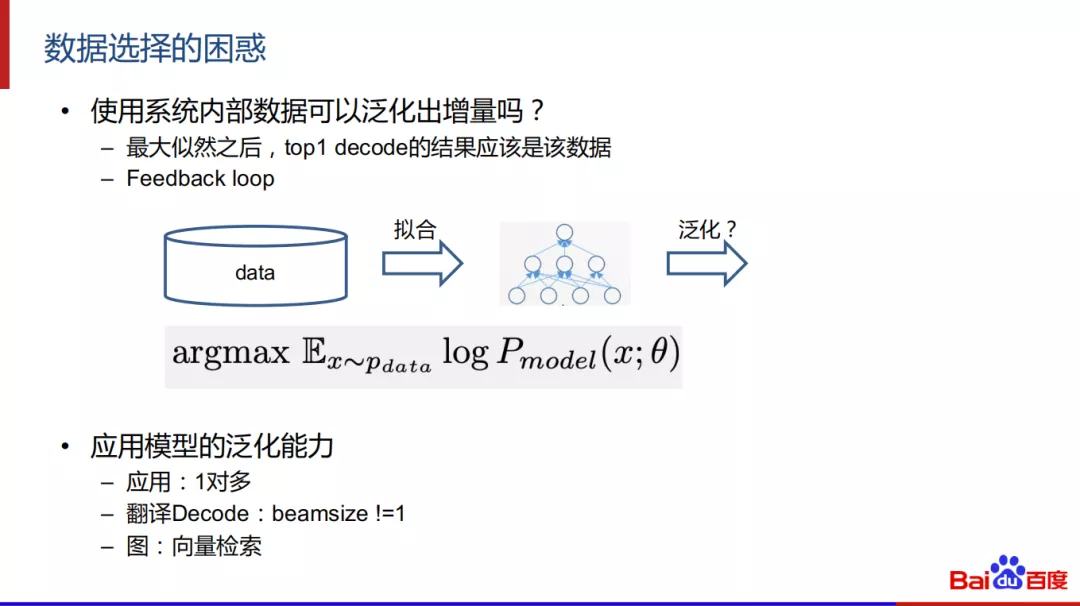 数据选择的困惑
• 使用系统内部数据可以泛化出增量吗？
– 最大似然之后，top1 decode的结果应该是该数据
– Feedback loop
拟合
泛化？
data
argmax 𝔼ₓ∼p_{data} log P_{model}(x; θ)
• 应用模型的泛化能力
– 应用：1对多
– 翻译Decode：beamsize !=1
– 图：向量检索
Bai du 百度